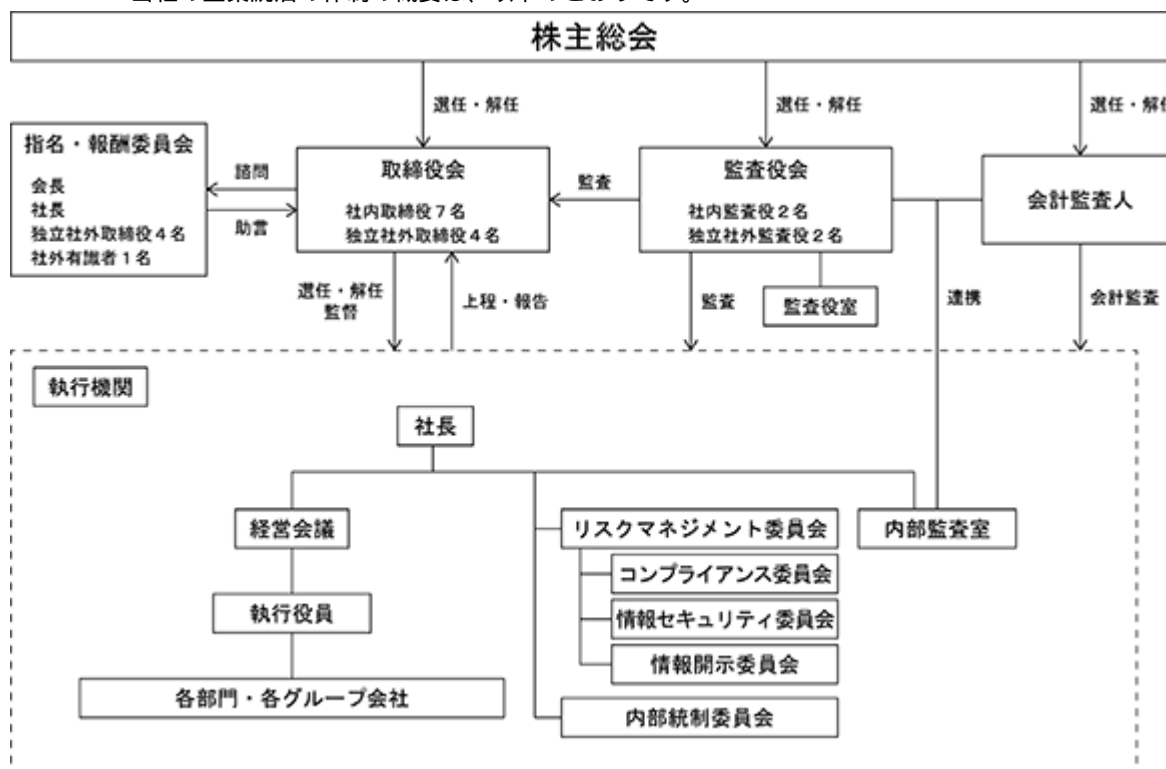 株主総会
選任・解任
選任・解任
選任・解任
指名・報酬委員会
会長
社長
独立社外取締役4名
社外有識者1名
諮問
助言
取締役会
社内取締役7名
独立社外取締役4名
監査
監査役会
社内監査役2名
独立社外監査役2名
会計監査人
選任・解任
監督
上程・報告
監査
監査役室
連携
会計監査
執行機関
社長
経営会議
リスクマネジメント委員会
内部監査室
コンプライアンス委員会
執行役員
情報セキュリティ委員会
情報開示委員会
各部門・各グループ会社
内部統制委員会